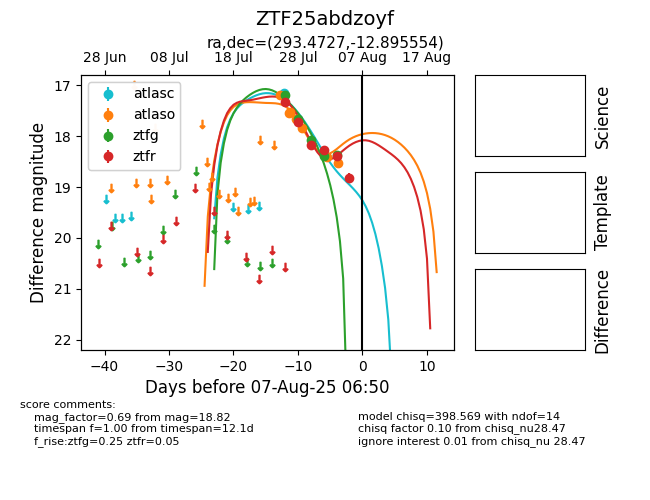 ZTF25abdzoyf
ra,dec=(293.4727,-12.895554)
28 Jun 08 Jul 18 Jul 28 Jul 07 Aug 17 Aug
17
18
19
20
21
22
Difference magnitude
atlasc
atlaso
ztfg
ztfr
−40 −30 −20 −10 0 10
Days before 07-Aug-25 06:50
Science
Template
Difference
score comments:
mag_factor=0.69 from mag=18.82
timespan f=1.00 from timespan=12.1d
f_rise:ztfg=0.25 ztfr=0.05
model chisq=398.569 with ndof=14
chisq factor 0.10 from chisq_nu28.47
ignore interest 0.01 from chisq_nu 28.47